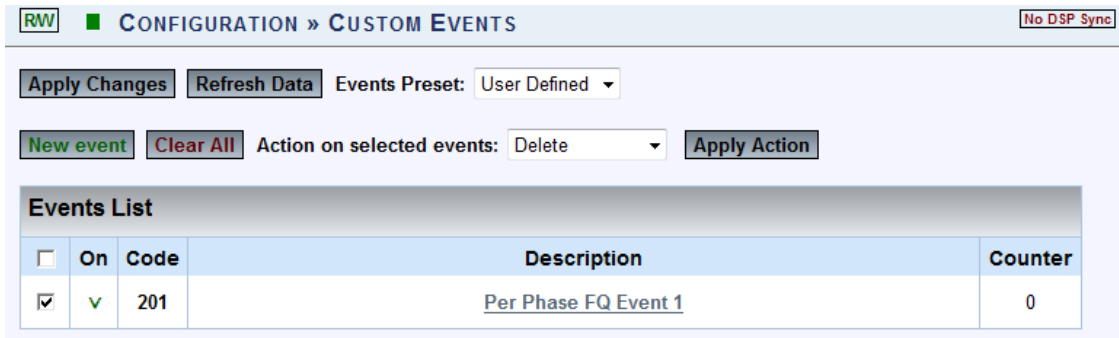 R/W CONFIGURATION » CUSTOM EVENTS No DSP Sync
Apply Changes Refresh Data Events Preset: User Defined
New event Clear All Action on selected events: Delete Apply Action
Events List
On Code Description Counter
v 201 Per Phase FQ Event 1 0